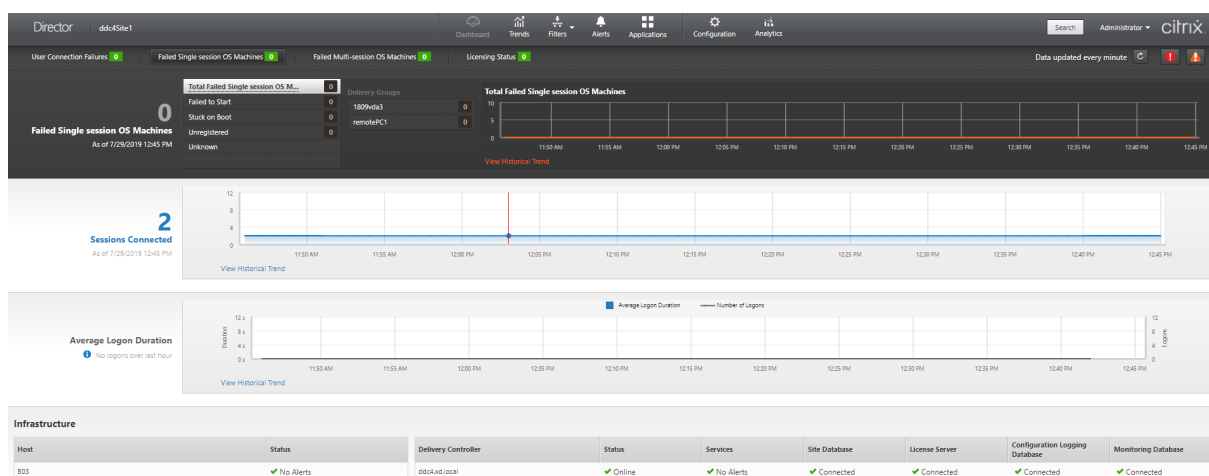 Director ddc4Site1 Dashboard Trends Filters Alerts Applications Configuration Analytics Search Administrator citrix
User Connection Failures 0 Failed Single session OS Machines 0 Failed Multi-session OS Machines 0 Licensing Status 0 Data updated every minute
0
Failed Single session OS Machines
As of 7/29/2019 12:45 PM
Total Failed Single session OS M... 0
Failed to Start 0
Stuck on Boot 0
Unregistered 0
Unknown
Delivery Groups
1809vda3 0
remotePC1 0
Total Failed Single session OS Machines
10
5
0
11:50 AM 11:55 AM 12:00 PM 12:05 PM 12:10 PM 12:15 PM 12:20 PM 12:25 PM 12:30 PM 12:35 PM 12:40 PM 12:45 PM
View Historical Trend
2
Sessions Connected
As of 7/29/2019 12:45 PM
12
8
4
0
11:50 AM 11:55 AM 12:00 PM 12:05 PM 12:10 PM 12:15 PM 12:20 PM 12:25 PM 12:30 PM 12:35 PM 12:40 PM 12:45 PM
View Historical Trend
Average Logon Duration
No logons over last hour
Average Logon Duration Number of Logons
Duration
12 s
8 s
4 s
0 s
12
8
4
0
Logons
11:50 AM 11:55 AM 12:00 PM 12:05 PM 12:10 PM 12:15 PM 12:20 PM 12:25 PM 12:30 PM 12:35 PM 12:40 PM 12:45 PM
View Historical Trend
Infrastructure
Host Status Delivery Controller Status Services Site Database License Server Configuration Logging Database Monitoring Database
B03 No Alerts ddc4.xd.local Online No Alerts Connected Connected Connected Connected